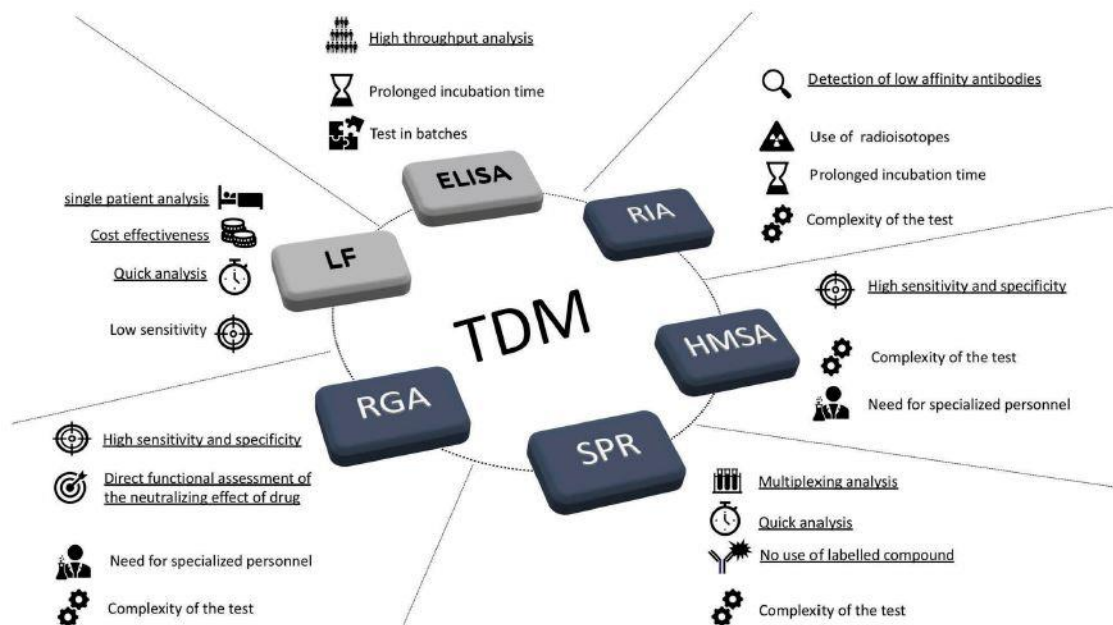 High throughput analysis
Prolonged incubation time
Test in batches
ELISA
Detection of low affinity antibodies
Use of radioisotopes
Prolonged incubation time
Complexity of the test
RIA
single patient analysis
Cost effectiveness
Quick analysis
Low sensitivity
LF
TDM
High sensitivity and specificity
Complexity of the test
Need for specialized personnel
HMSA
RGA
High sensitivity and specificity
Direct functional assessment of
the neutralizing effect of drug
Need for specialized personnel
Complexity of the test
SPR
Multiplexing analysis
Quick analysis
No use of labelled compound
Complexity of the test